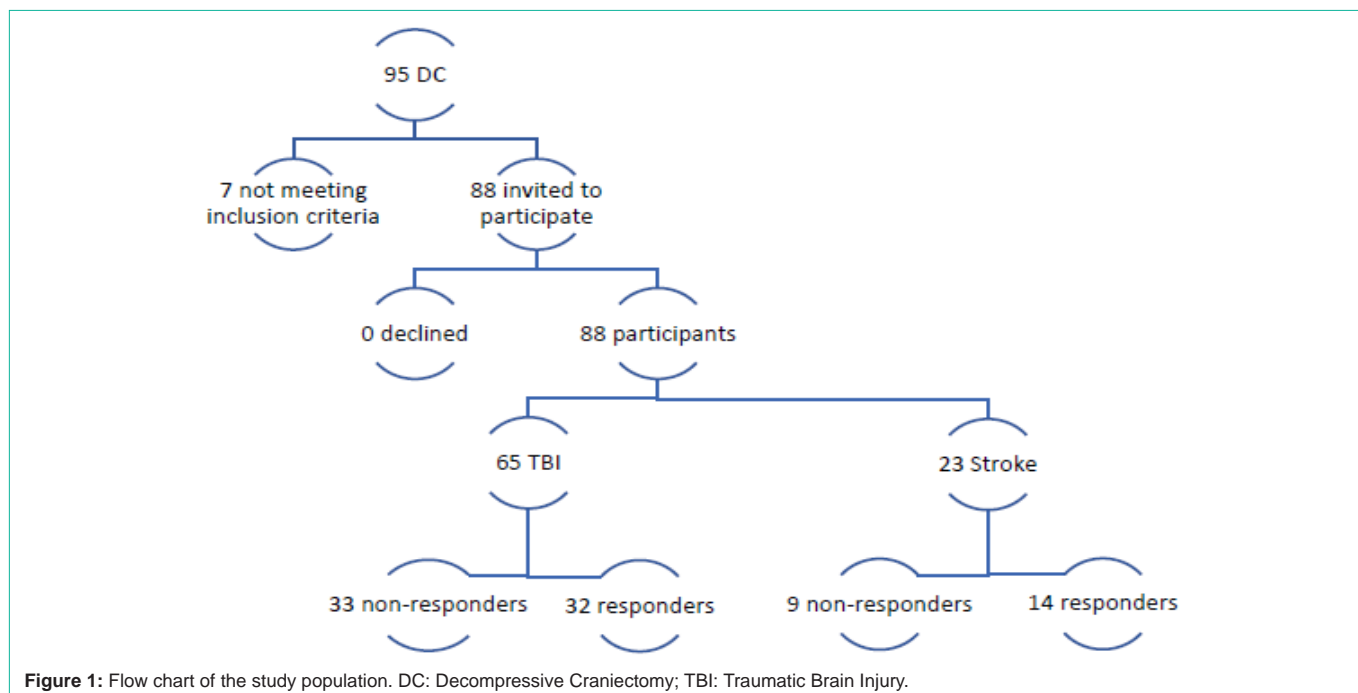 95 DC
7 not meeting
inclusion criteria
88 invited to
participate
0 declined
88 participants
65 TBI
23 Stroke
33 non-responders
32 responders
9 non-responders
14 responders
Figure 1: Flow chart of the study population. DC: Decompressive Craniectomy; TBI: Traumatic Brain Injury.